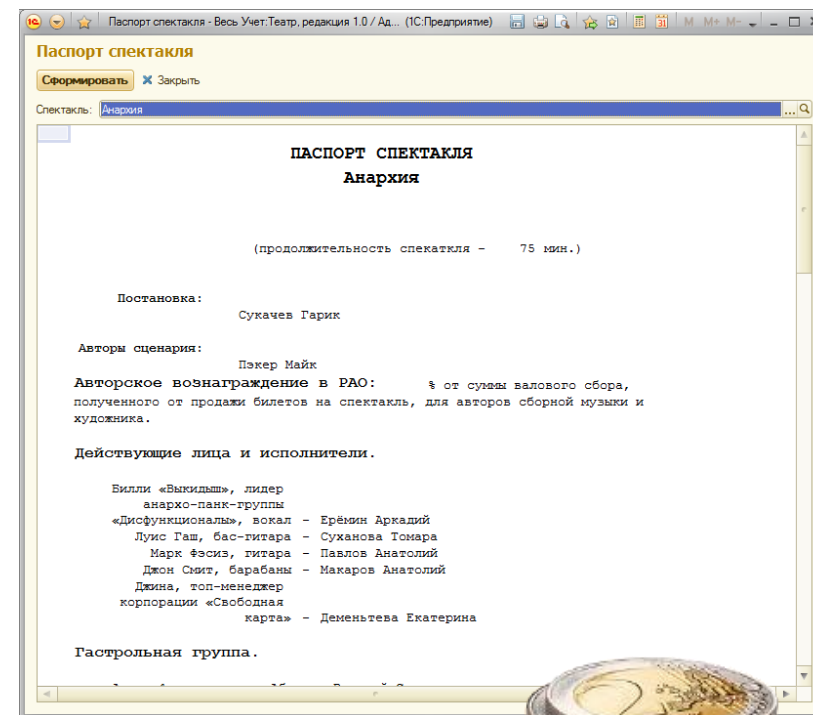 Паспорт спектакля - Весь Учет:Театр, редакция 1.0 / Ад... (1С:Предприятие) M M+ M-
Паспорт спектакля
Сформировать Закрыть
Спектакль: Анархия ...
ПАСПОРТ СПЕКТАКЛЯ
Анархия
(продолжительность спекаткля – 75 мин.)
Постановка:
Сукачев Гарик
Авторы сценария:
Пэкер Майк
Авторское вознаграждение в РАО: % от суммы валового сбора,
полученного от продажи билетов на спектакль, для авторов сборной музыки и
художника.
Действующие лица и исполнители.
Билли «Выкидыш», лидер
анархо-панк-группы
«Дисфункционалы», вокал – Ерёмин Аркадий
Луис Гаш, бас-гитара – Суханова Томара
Марк Фэсиз, гитара – Павлов Анатолий
Джон Смит, барабаны – Макаров Анатолий
Джина, топ-менеджер
корпорации «Свободная
карта» – Деменьтева Екатерина
Гастрольная группа.